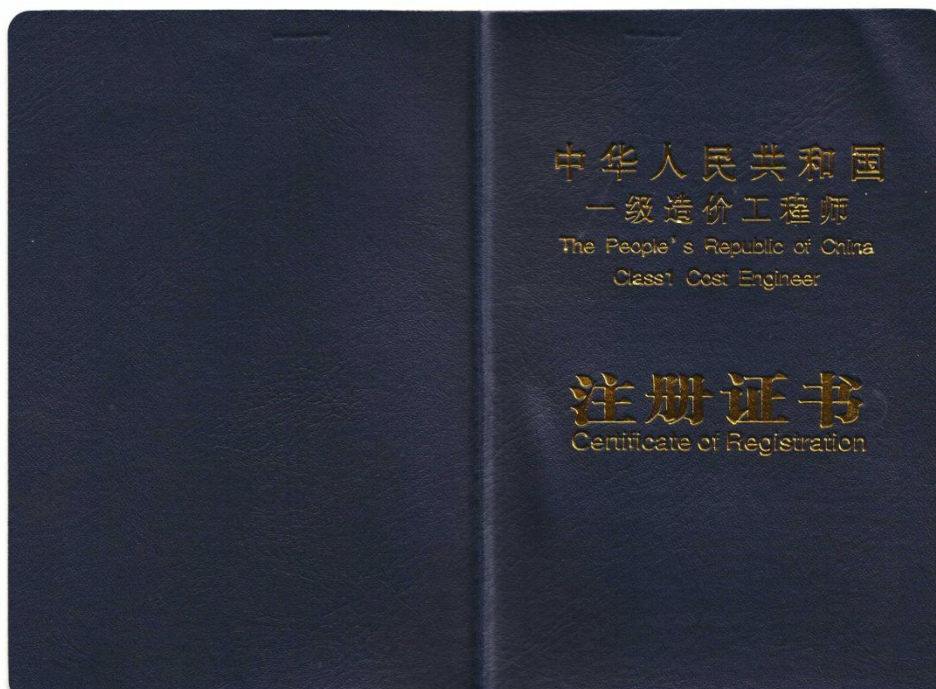 中华人民共和国
一级造价工程师
The People's Republic of China
Class1 Cost Engineer
注册证书
Certificate of Registration